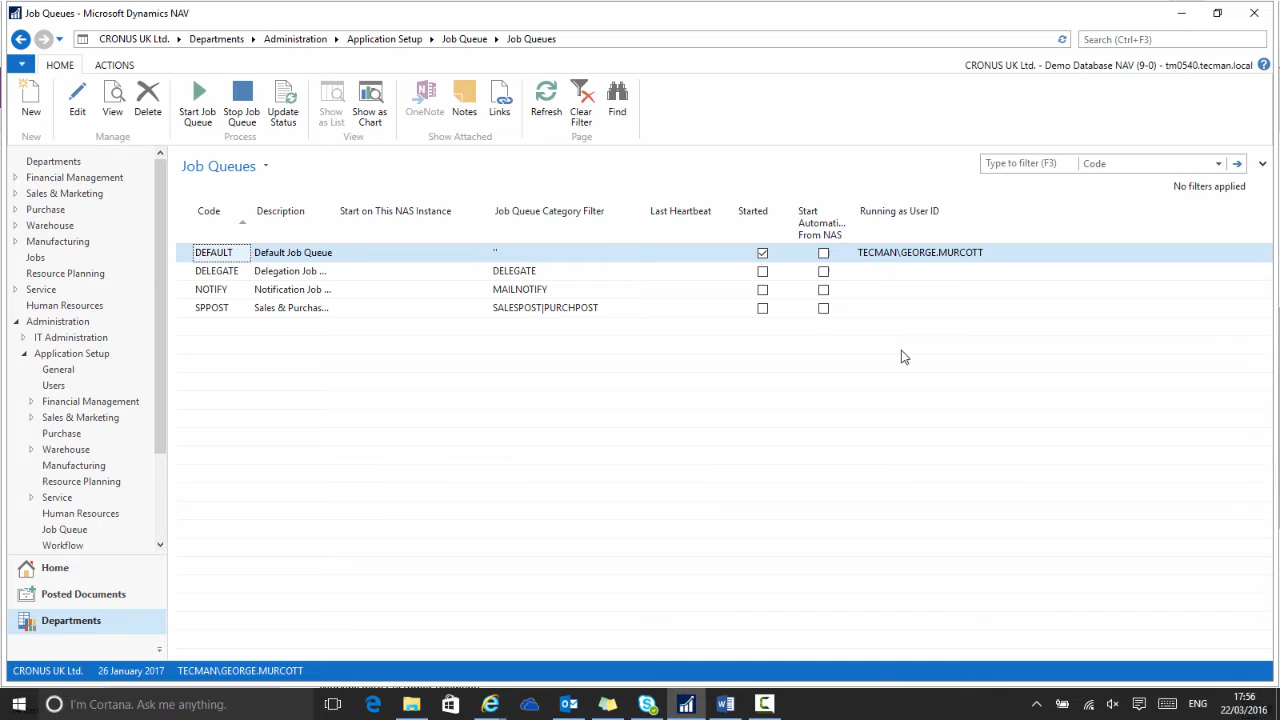 Job Queues - Microsoft Dynamics NAV
CRONUS UK Ltd. Departments Administration Application Setup Job Queue Job Queues
Search (Ctrl+F3)
HOME ACTIONS
CRONUS UK Ltd. - Demo Database NAV (9-0) - tm0540.tecman.local
New Edit View Delete Start Job Queue Stop Job Queue Update Status Show as List Show as Chart OneNote Notes Links Refresh Clear Filter Find
New Manage Process View Show Attached Page
Departments
Financial Management
Sales & Marketing
Purchase
Warehouse
Manufacturing
Jobs
Resource Planning
Service
Human Resources
Administration
IT Administration
Application Setup
General
Users
Financial Management
Sales & Marketing
Purchase
Warehouse
Manufacturing
Resource Planning
Service
Human Resources
Job Queue
Workflow
Home
Posted Documents
Departments
Job Queues
Type to filter (F3) Code
No filters applied
Code Description Start on This NAS Instance Job Queue Category Filter Last Heartbeat Started Start Automati... From NAS Running as User ID
DEFAULT Default Job Queue '' TECMAN\GEORGE.MURCOTT
DELEGATE Delegation Job ... DELEGATE
NOTIFY Notification Job ... MAILNOTIFY
SPPOST Sales & Purchas... SALESPOST|PURCHPOST
CRONUS UK Ltd. 26 January 2017 TECMAN\GEORGE.MURCOTT
I'm Cortana. Ask me anything.
17:56
22/03/2016